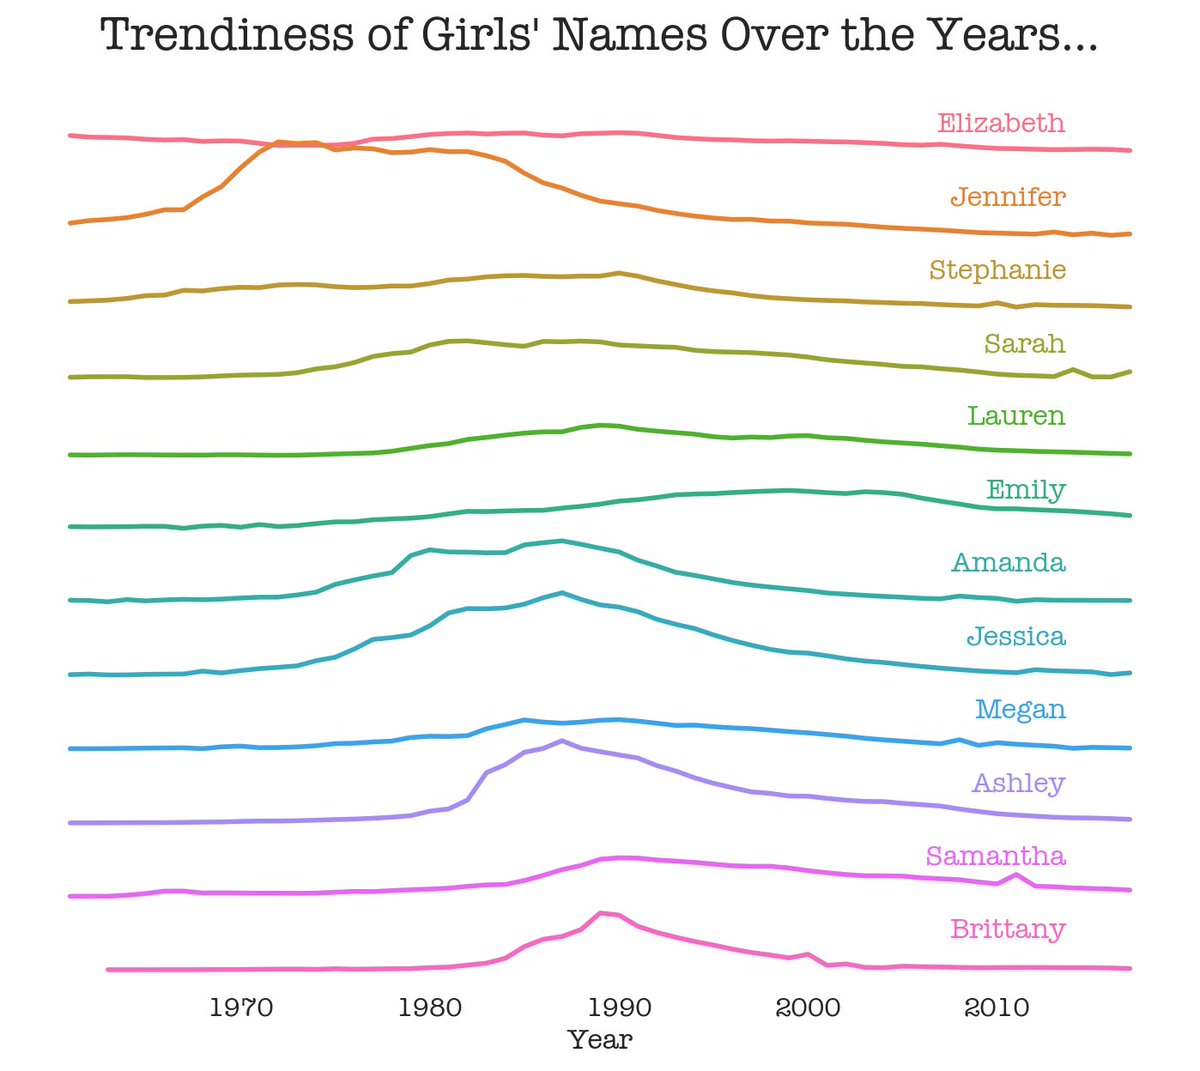 Trendiness of Girls' Names Over the Years...
Elizabeth
Jennifer
Stephanie
Sarah
Lauren
Emily
Amanda
Jessica
Megan
Ashley
Samantha
Brittany
1970 1980 1990 2000 2010
Year